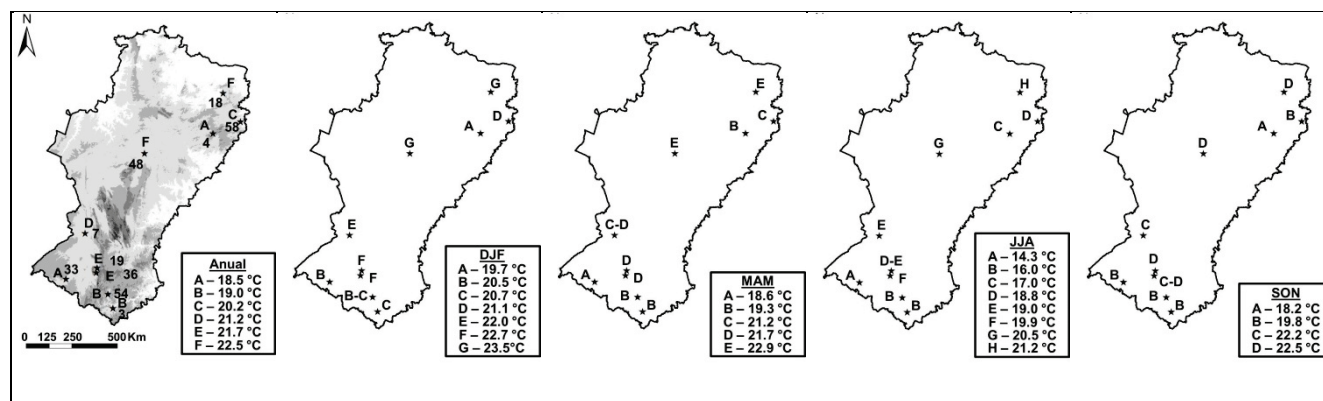 N
F
18
C
A 58
4
F
48
D
7
E 19
A 33
E 36
B 54
B
3
0 125 250 500 Km
Anual
A – 18.5 °C
B – 19.0 °C
C – 20.2 °C
D – 21.2 °C
E – 21.7 °C
F – 22.5 °C
G
D
A
G
E
F
B F
B-C
C
DJF
A – 19.7 °C
B – 20.5 °C
C – 20.7 °C
D – 21.1 °C
E – 22.0 °C
F – 22.7 °C
G – 23.5°C
E
C
B
E
C-D
D
A D
B
B
MAM
A – 18.6 °C
B – 19.3 °C
C – 21.2 °C
D – 21.7 °C
E – 22.9 °C
H
D
C
G
E
D-E
A F
B
B
JJA
A – 14.3 °C
B – 16.0 °C
C – 17.0 °C
D – 18.8 °C
E – 19.0 °C
F – 19.9 °C
G – 20.5 °C
H – 21.2 °C
D
B
A
D
C
D
B C-D
B
B
SON
A – 18.2 °C
B – 19.8 °C
C – 22.2 °C
D – 22.5 °C